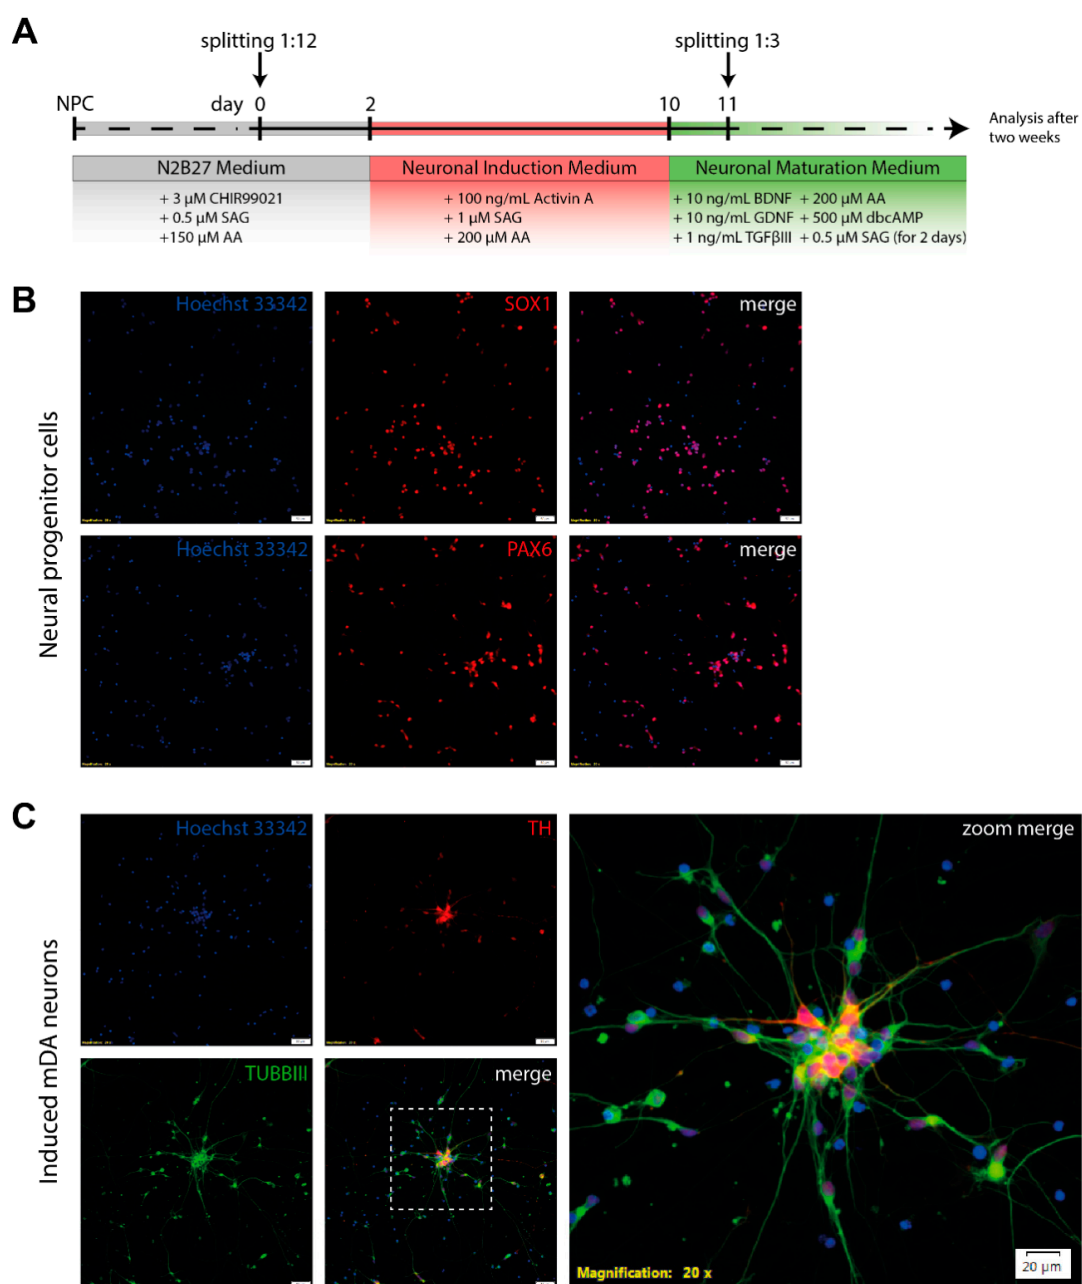 A
splitting 1:12
splitting 1:3
NPC
day
0
2
10
11
Analysis after
two weeks
N2B27 Medium
+ 3 µM CHIR99021
+ 0.5 µM SAG
+150 µM AA
Neuronal Induction Medium
+ 100 ng/mL Activin A
+ 1 µM SAG
+ 200 µM AA
Neuronal Maturation Medium
+ 10 ng/mL BDNF + 200 µM AA
+ 10 ng/mL GDNF + 500 µM dbcAMP
+ 1 ng/mL TGFβIII + 0.5 µM SAG (for 2 days)
B
Neural progenitor cells
Hoechst 33342
SOX1
merge
Hoechst 33342
PAX6
merge
C
Induced mDA neurons
Hoechst 33342
TH
zoom merge
TUBBIII
merge
Magnification: 20 x
20 µm